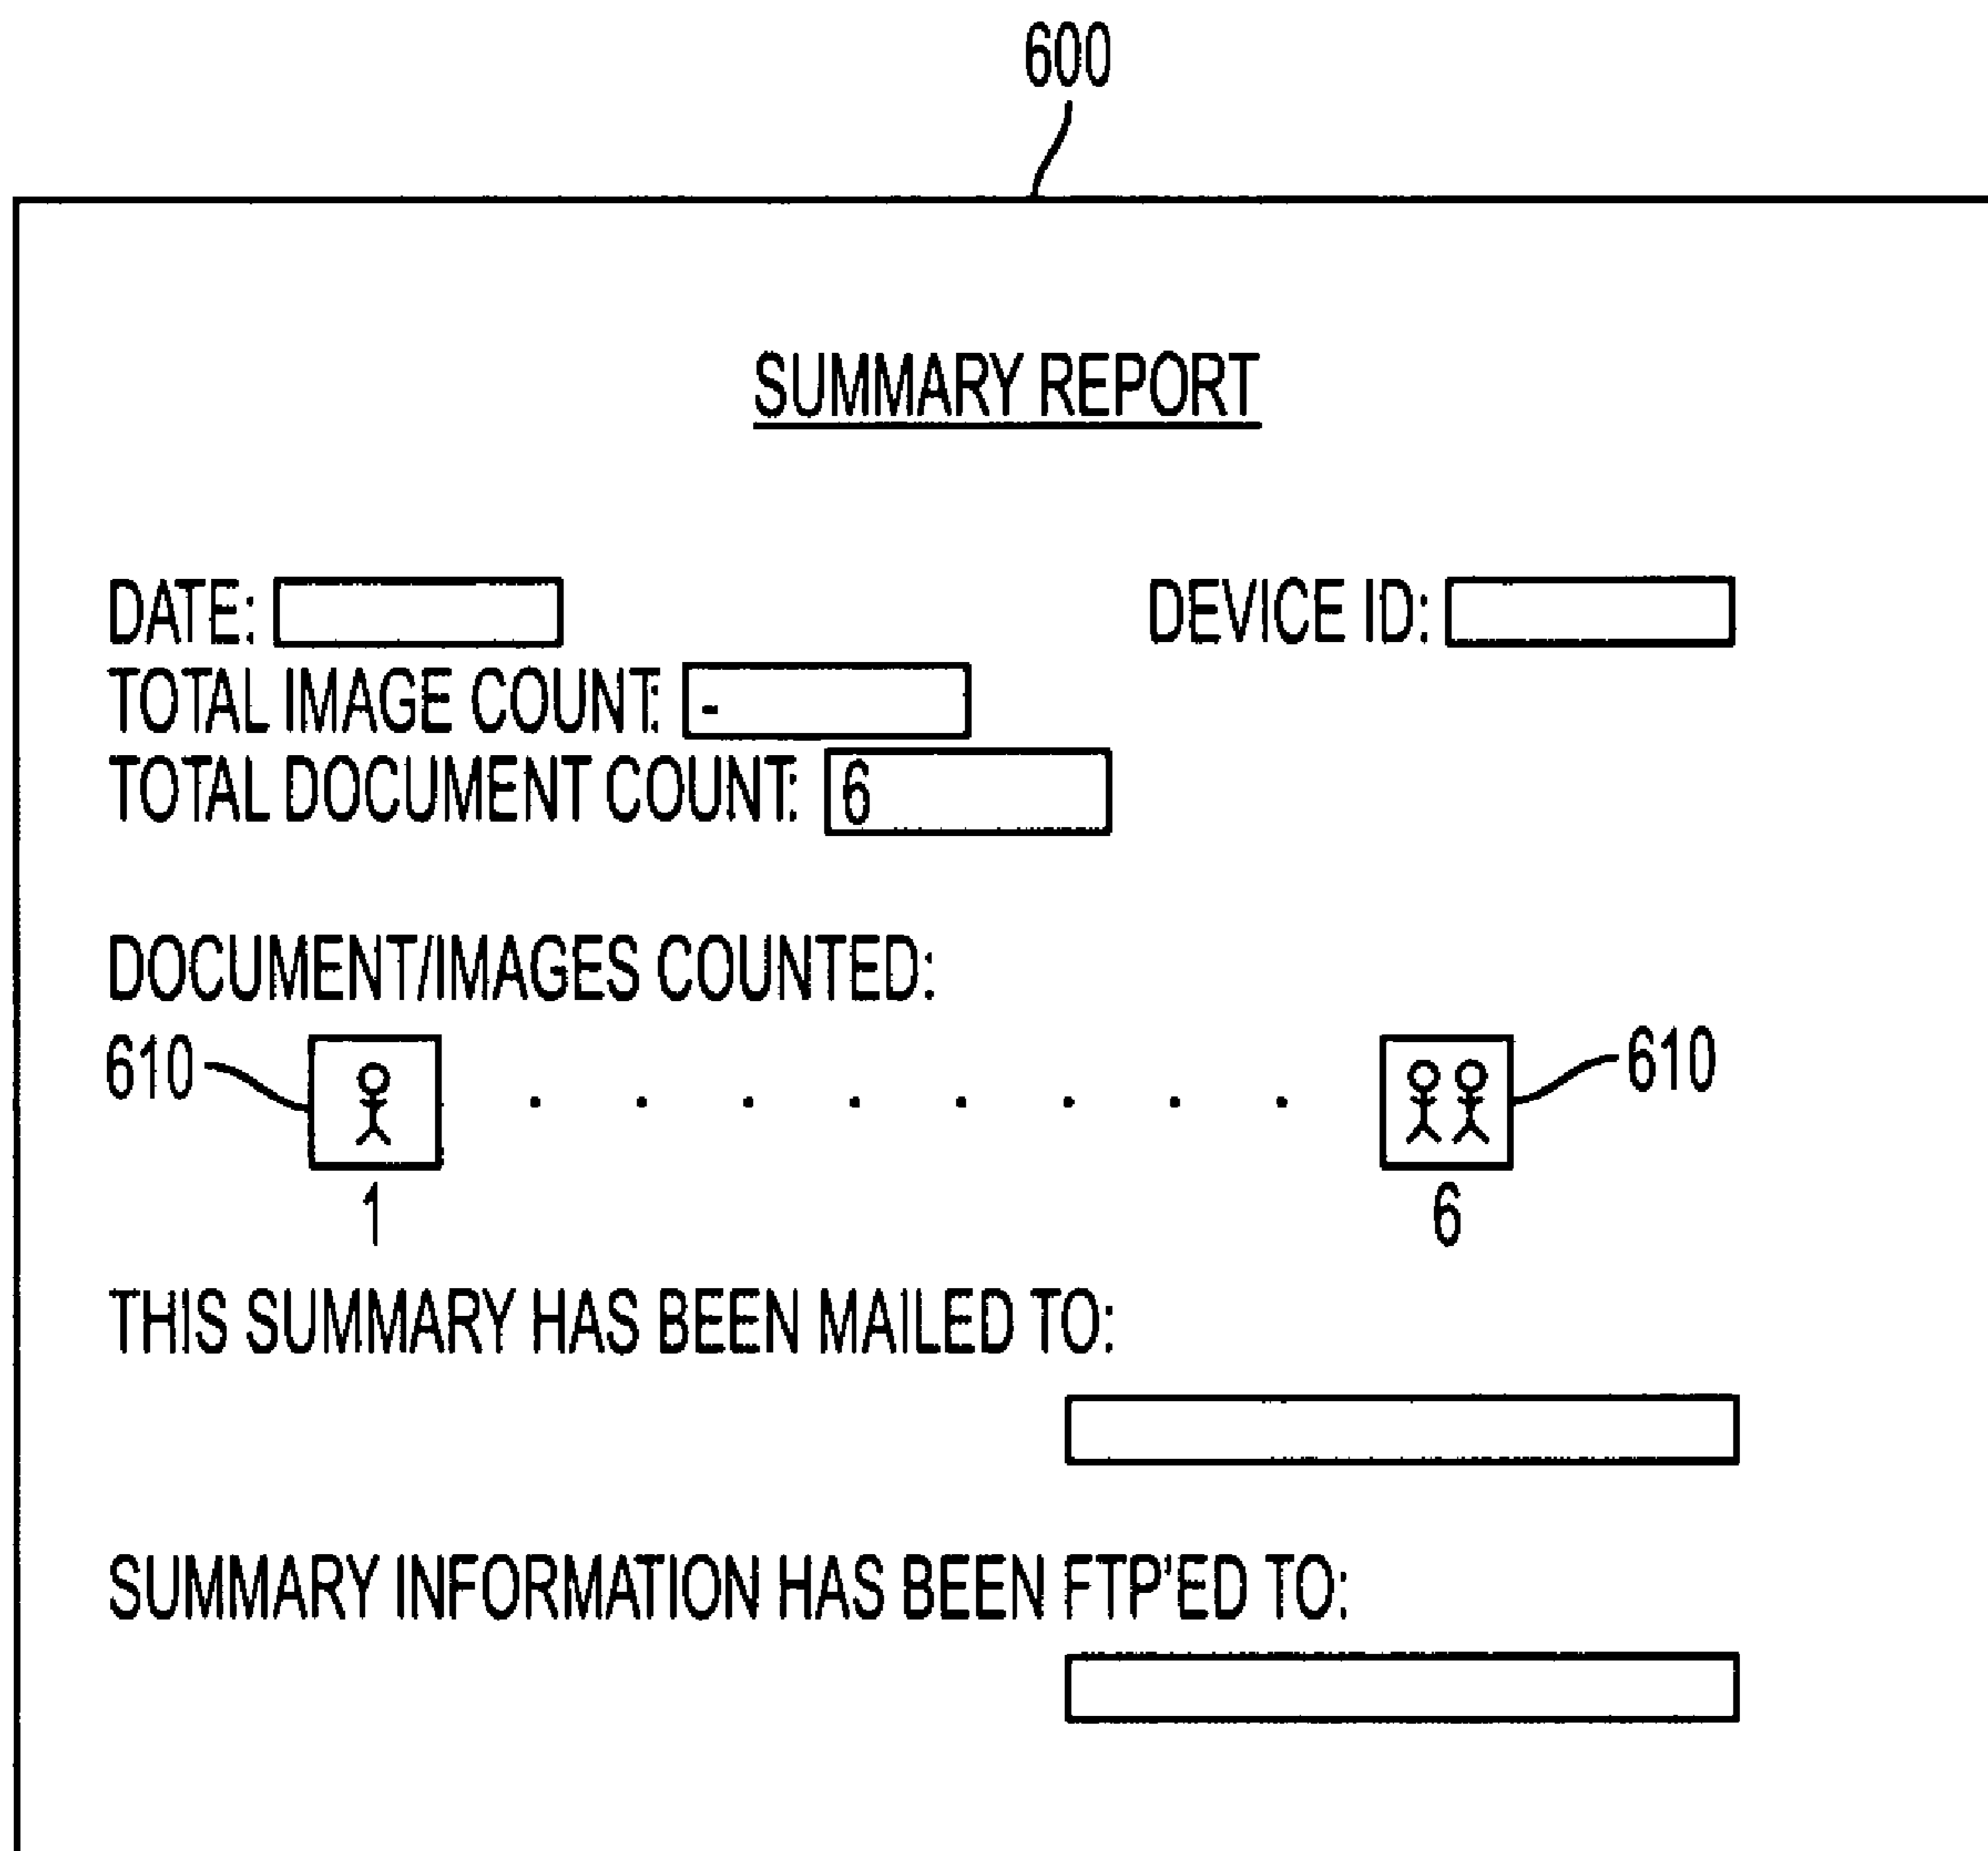 600
SUMMARY REPORT
DATE: DEVICE ID:
TOTAL IMAGE COUNT: -
TOTAL DOCUMENT COUNT: 6
DOCUMENT/IMAGES COUNTED:
610 610
1 6
THIS SUMMARY HAS BEEN MAILED TO:
SUMMARY INFORMATION HAS BEEN FTP'ED TO: